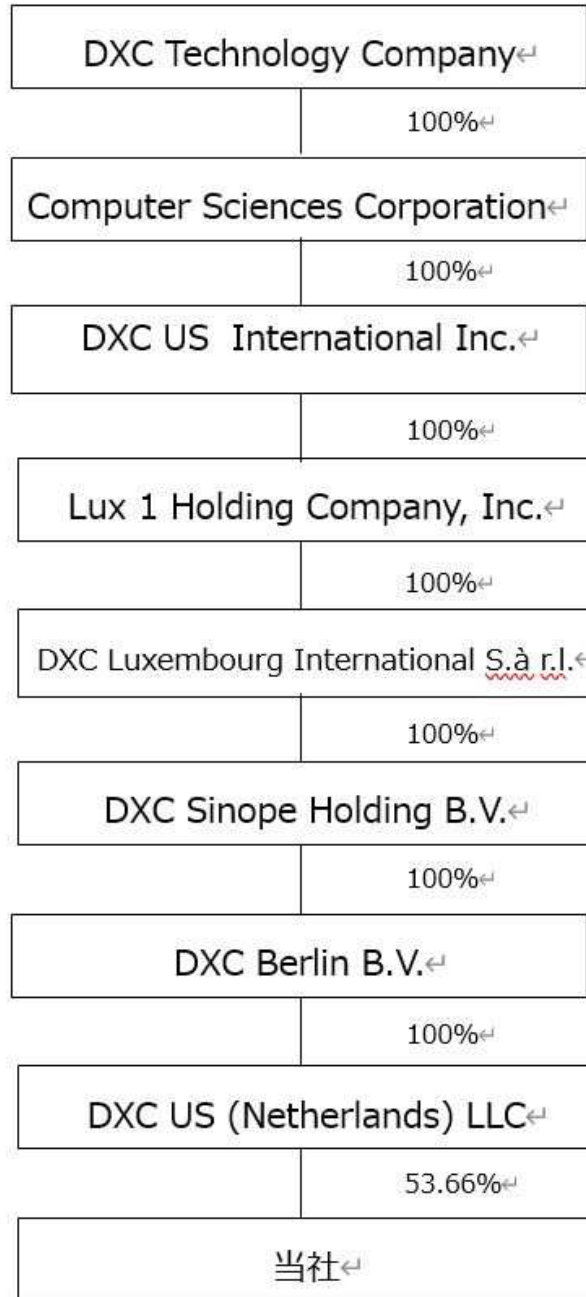 DXC Technology Company↵
100%↵
Computer Sciences Corporation↵
100%↵
DXC US  International Inc.↵
100%↵
Lux 1 Holding Company, Inc.↵
100%↵
DXC Luxembourg International S.à r.l.↵
100%↵
DXC Sinope Holding B.V.↵
100%↵
DXC Berlin B.V.↵
100%↵
DXC US (Netherlands) LLC↵
53.66%↵
当社↵